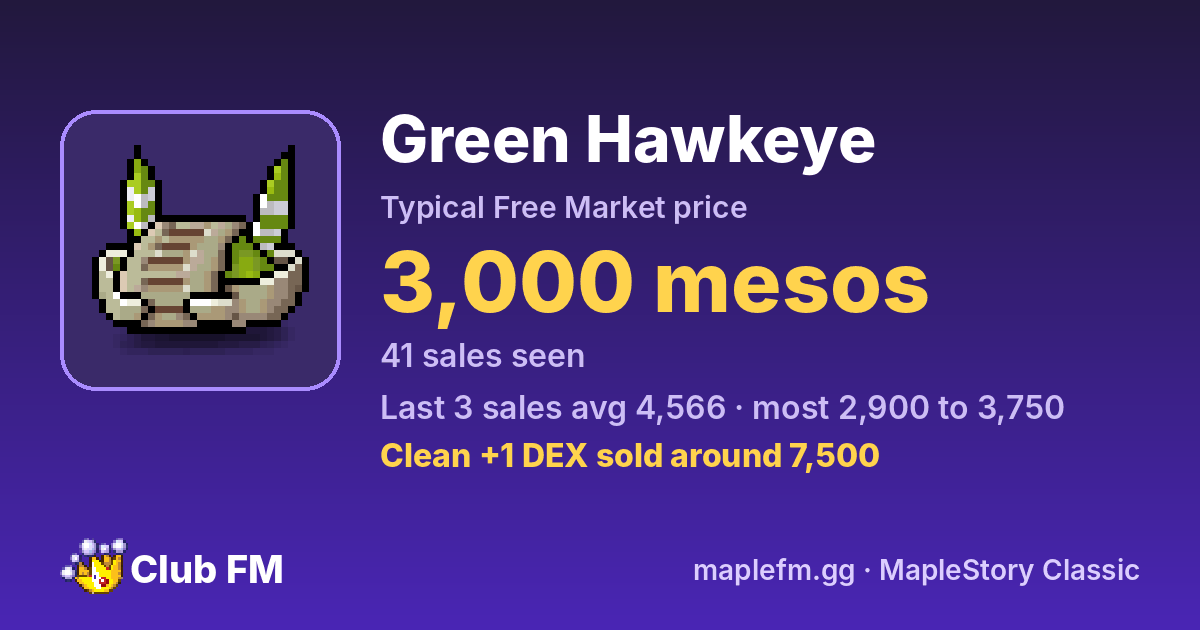 Green Hawkeye
Typical Free Market price
3,000 mesos
41 sales seen
Last 3 sales avg 4,566 · most 2,900 to 3,750
Clean +1 DEX sold around 7,500
Club FM
maplefm.gg · MapleStory Classic